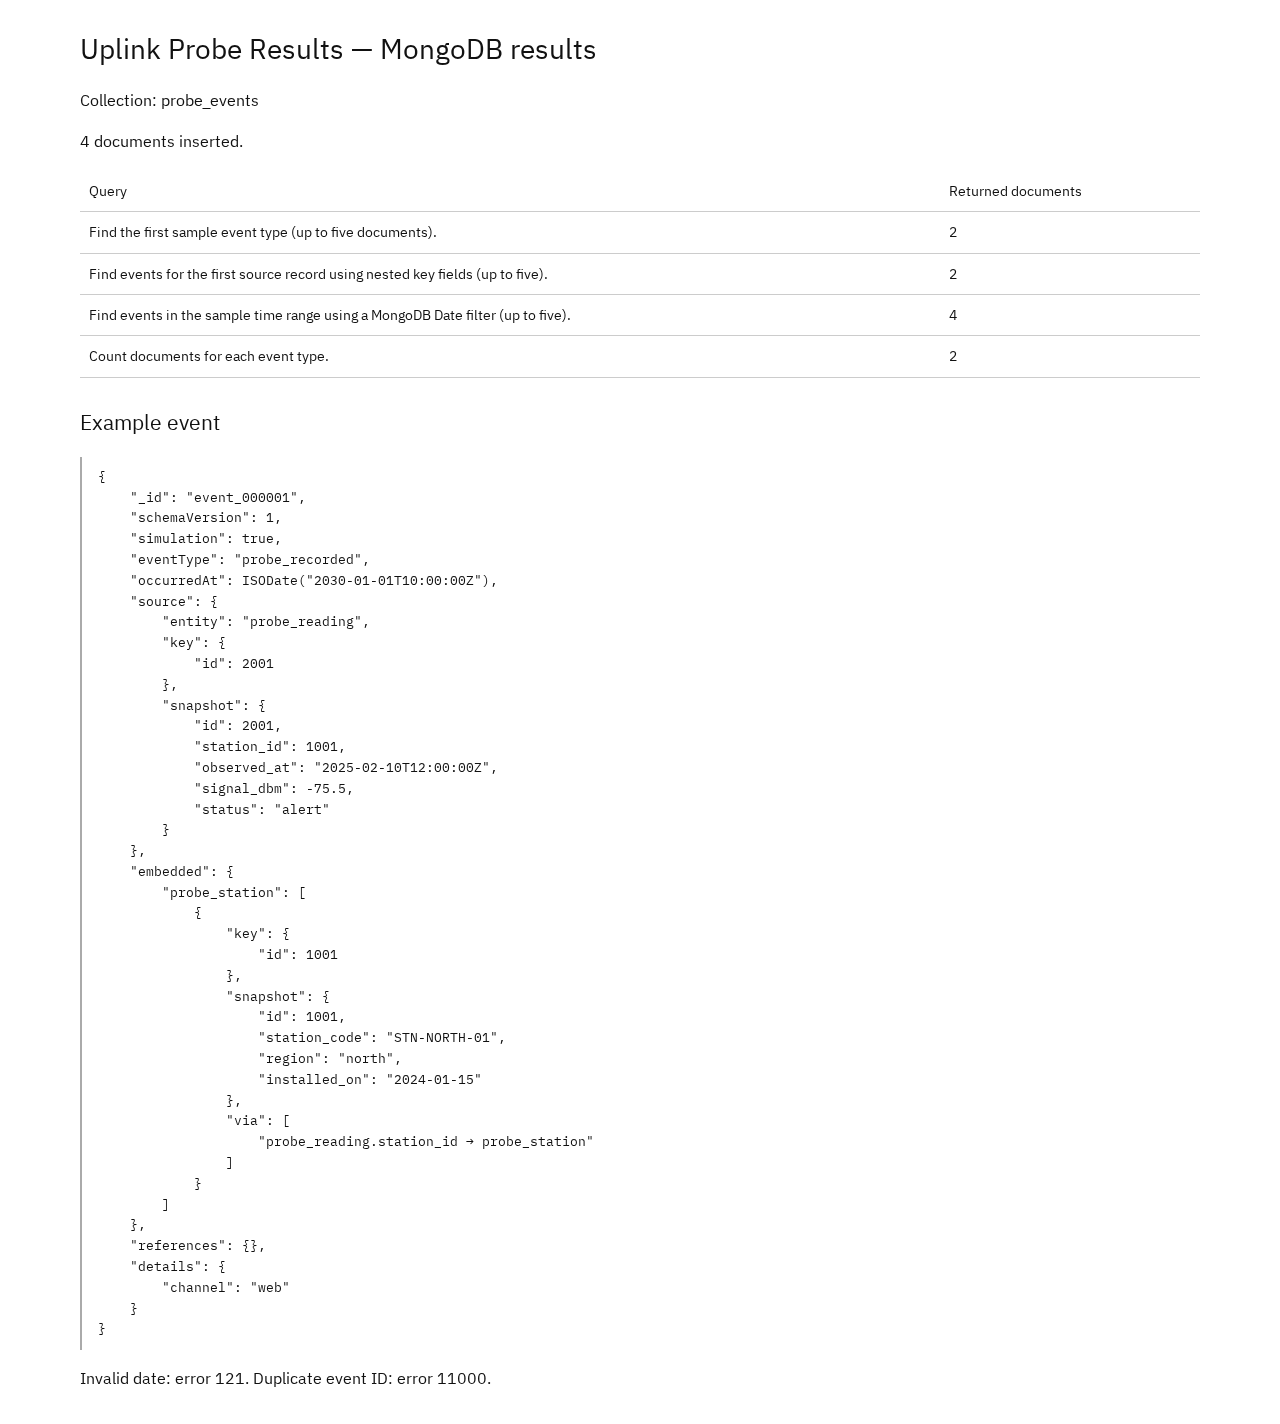 Uplink Probe Results — MongoDB results
Collection: probe_events
4 documents inserted.
Query Returned documents
Find the first sample event type (up to five documents). 2
Find events for the first source record using nested key fields (up to five). 2
Find events in the sample time range using a MongoDB Date filter (up to five). 4
Count documents for each event type. 2
Example event
{
    "_id": "event_000001",
    "schemaVersion": 1,
    "simulation": true,
    "eventType": "probe_recorded",
    "occurredAt": ISODate("2030-01-01T10:00:00Z"),
    "source": {
        "entity": "probe_reading",
        "key": {
            "id": 2001
        },
        "snapshot": {
            "id": 2001,
            "station_id": 1001,
            "observed_at": "2025-02-10T12:00:00Z",
            "signal_dbm": -75.5,
            "status": "alert"
        }
    },
    "embedded": {
        "probe_station": [
            {
                "key": {
                    "id": 1001
                },
                "snapshot": {
                    "id": 1001,
                    "station_code": "STN-NORTH-01",
                    "region": "north",
                    "installed_on": "2024-01-15"
                },
                "via": [
                    "probe_reading.station_id → probe_station"
                ]
            }
        ]
    },
    "references": {},
    "details": {
        "channel": "web"
    }
}
Invalid date: error 121. Duplicate event ID: error 11000.